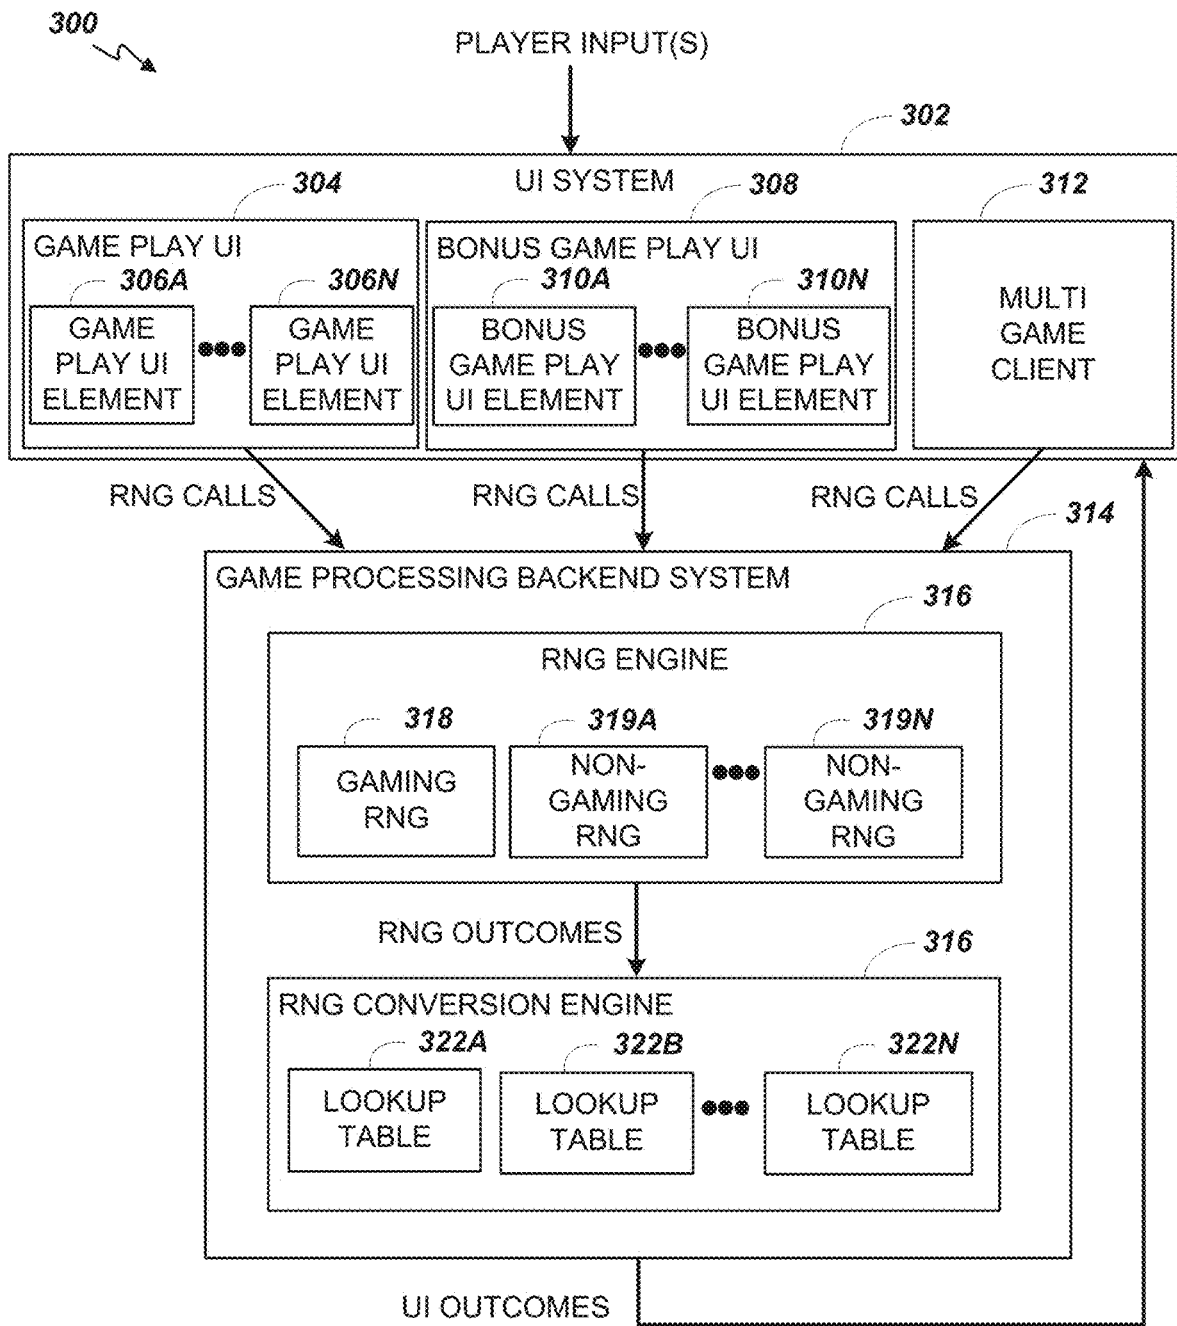 300
PLAYER INPUT(S)
302
UI SYSTEM
304
308
312
GAME PLAY UI
306A
306N
GAME
PLAY UI
ELEMENT
GAME
PLAY UI
ELEMENT
BONUS GAME PLAY UI
310A
310N
BONUS
GAME PLAY
UI ELEMENT
BONUS
GAME PLAY
UI ELEMENT
MULTI
GAME
CLIENT
RNG CALLS
RNG CALLS
RNG CALLS
314
GAME PROCESSING BACKEND SYSTEM
316
RNG ENGINE
318
319A
319N
GAMING
RNG
NON-
GAMING
RNG
NON-
GAMING
RNG
RNG OUTCOMES
316
RNG CONVERSION ENGINE
322A
322B
322N
LOOKUP
TABLE
LOOKUP
TABLE
LOOKUP
TABLE
UI OUTCOMES